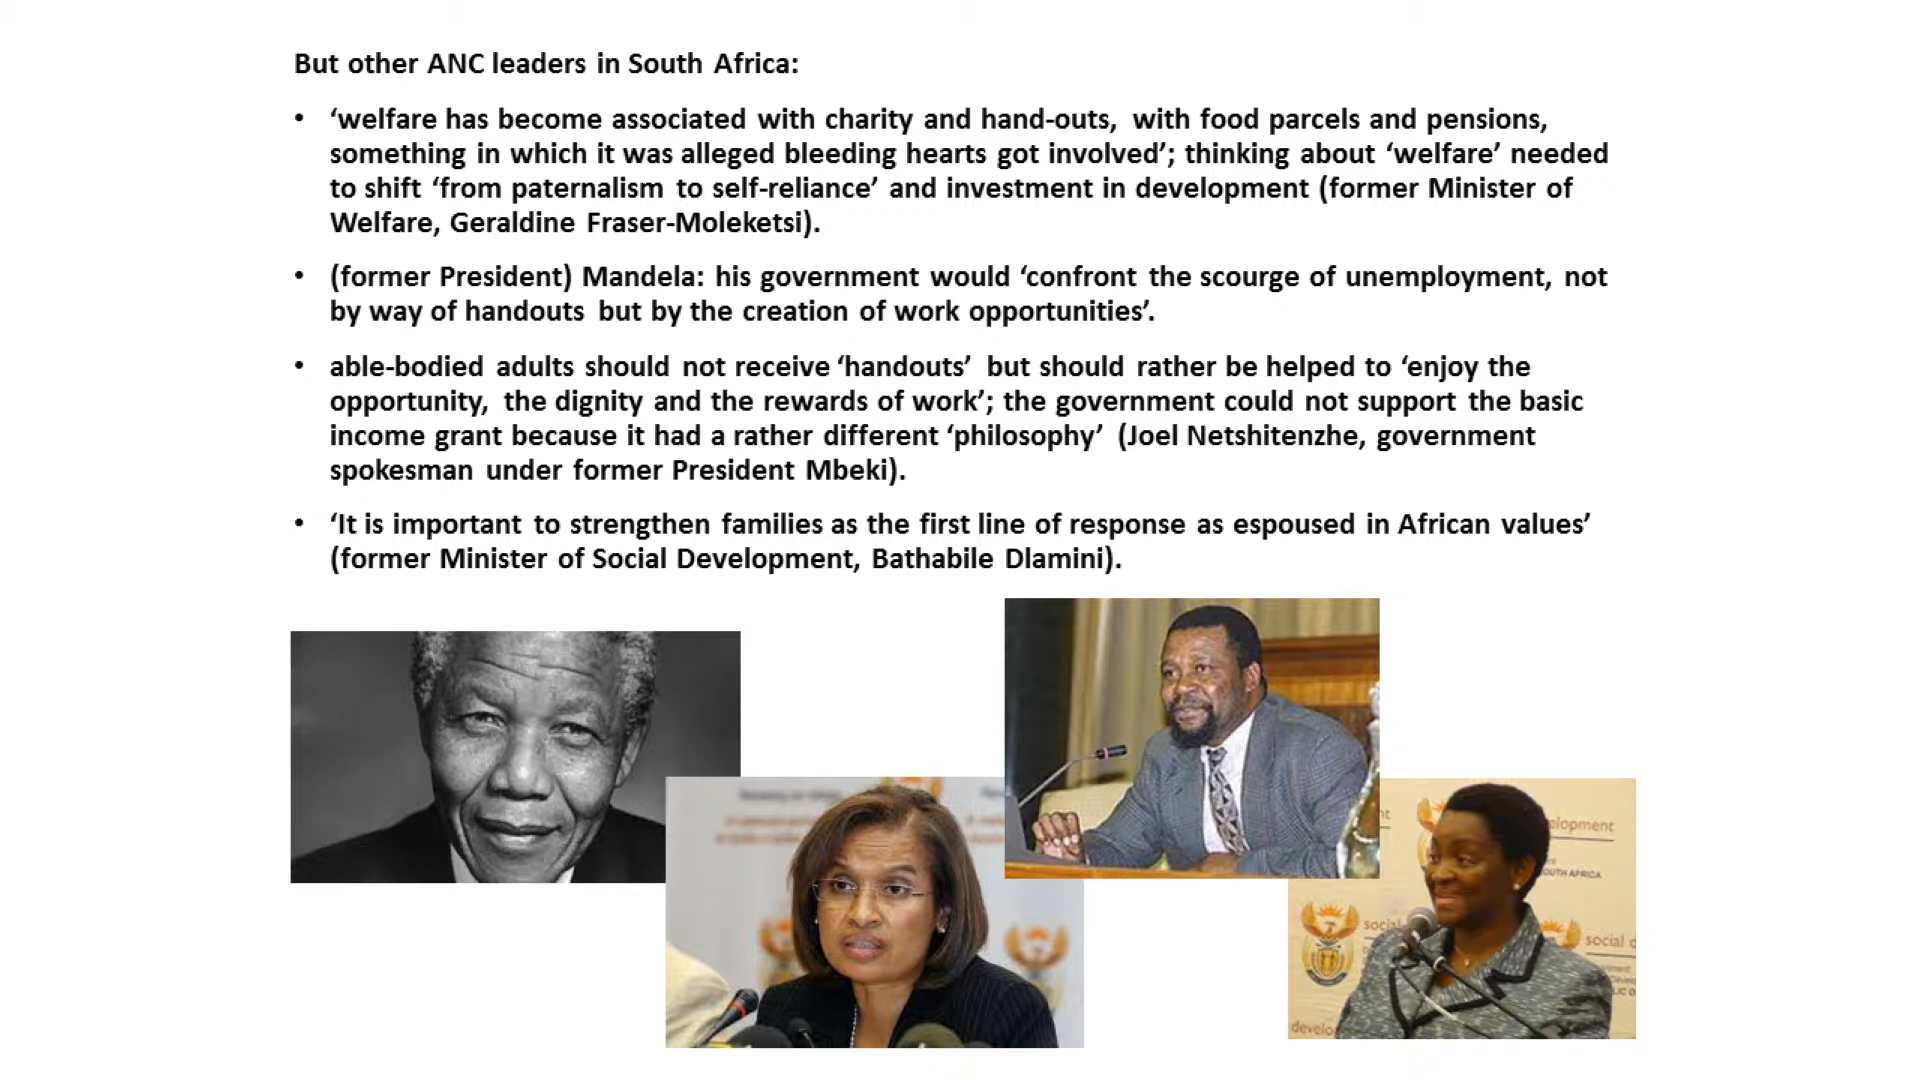 But other ANC leaders in South Africa:
• ‘welfare has become associated with charity and hand-outs, with food parcels and pensions,
something in which it was alleged bleeding hearts got involved’; thinking about ‘welfare’ needed
to shift ‘from paternalism to self-reliance’ and investment in development (former Minister of
Welfare, Geraldine Fraser-Moleketsi).
• (former President) Mandela: his government would ‘confront the scourge of unemployment, not
by way of handouts but by the creation of work opportunities’.
• able-bodied adults should not receive ‘handouts’ but should rather be helped to ‘enjoy the
opportunity, the dignity and the rewards of work’; the government could not support the basic
income grant because it had a rather different ‘philosophy’ (Joel Netshitenzhe, government
spokesman under former President Mbeki).
• ‘It is important to strengthen families as the first line of response as espoused in African values’
(former Minister of Social Development, Bathabile Dlamini).
elopment
OUTH AFRICA
social
social d
develo